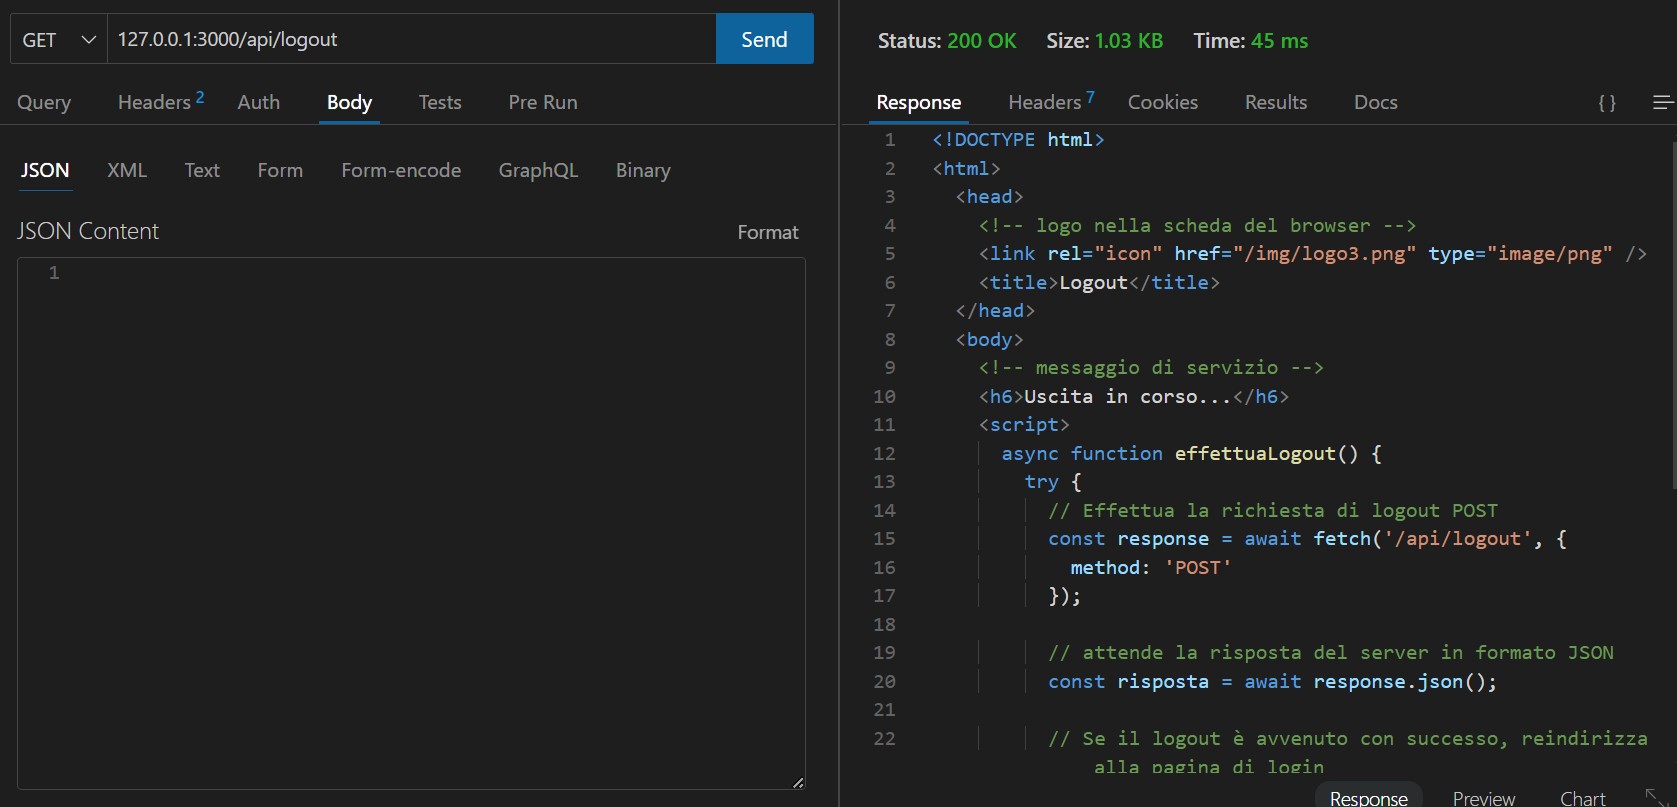 GET 127.0.0.1:3000/api/logout Send
Query Headers 2 Auth Body Tests Pre Run
JSON XML Text Form Form-encode GraphQL Binary
JSON Content Format
1
Status: 200 OK Size: 1.03 KB Time: 45 ms
Response Headers 7 Cookies Results Docs { }
1 <!DOCTYPE html>
2 <html>
3 <head>
4 <!-- logo nella scheda del browser -->
5 <link rel="icon" href="/img/logo3.png" type="image/png" />
6 <title>Logout</title>
7 </head>
8 <body>
9 <!-- messaggio di servizio -->
10 <h6>Uscita in corso...</h6>
11 <script>
12 async function effettuaLogout() {
13 try {
14 // Effettua la richiesta di logout POST
15 const response = await fetch('/api/logout', {
16 method: 'POST'
17 });
18
19 // attende la risposta del server in formato JSON
20 const risposta = await response.json();
21
22 // Se il logout è avvenuto con successo, reindirizza
alla pagina di login
Response Preview Chart